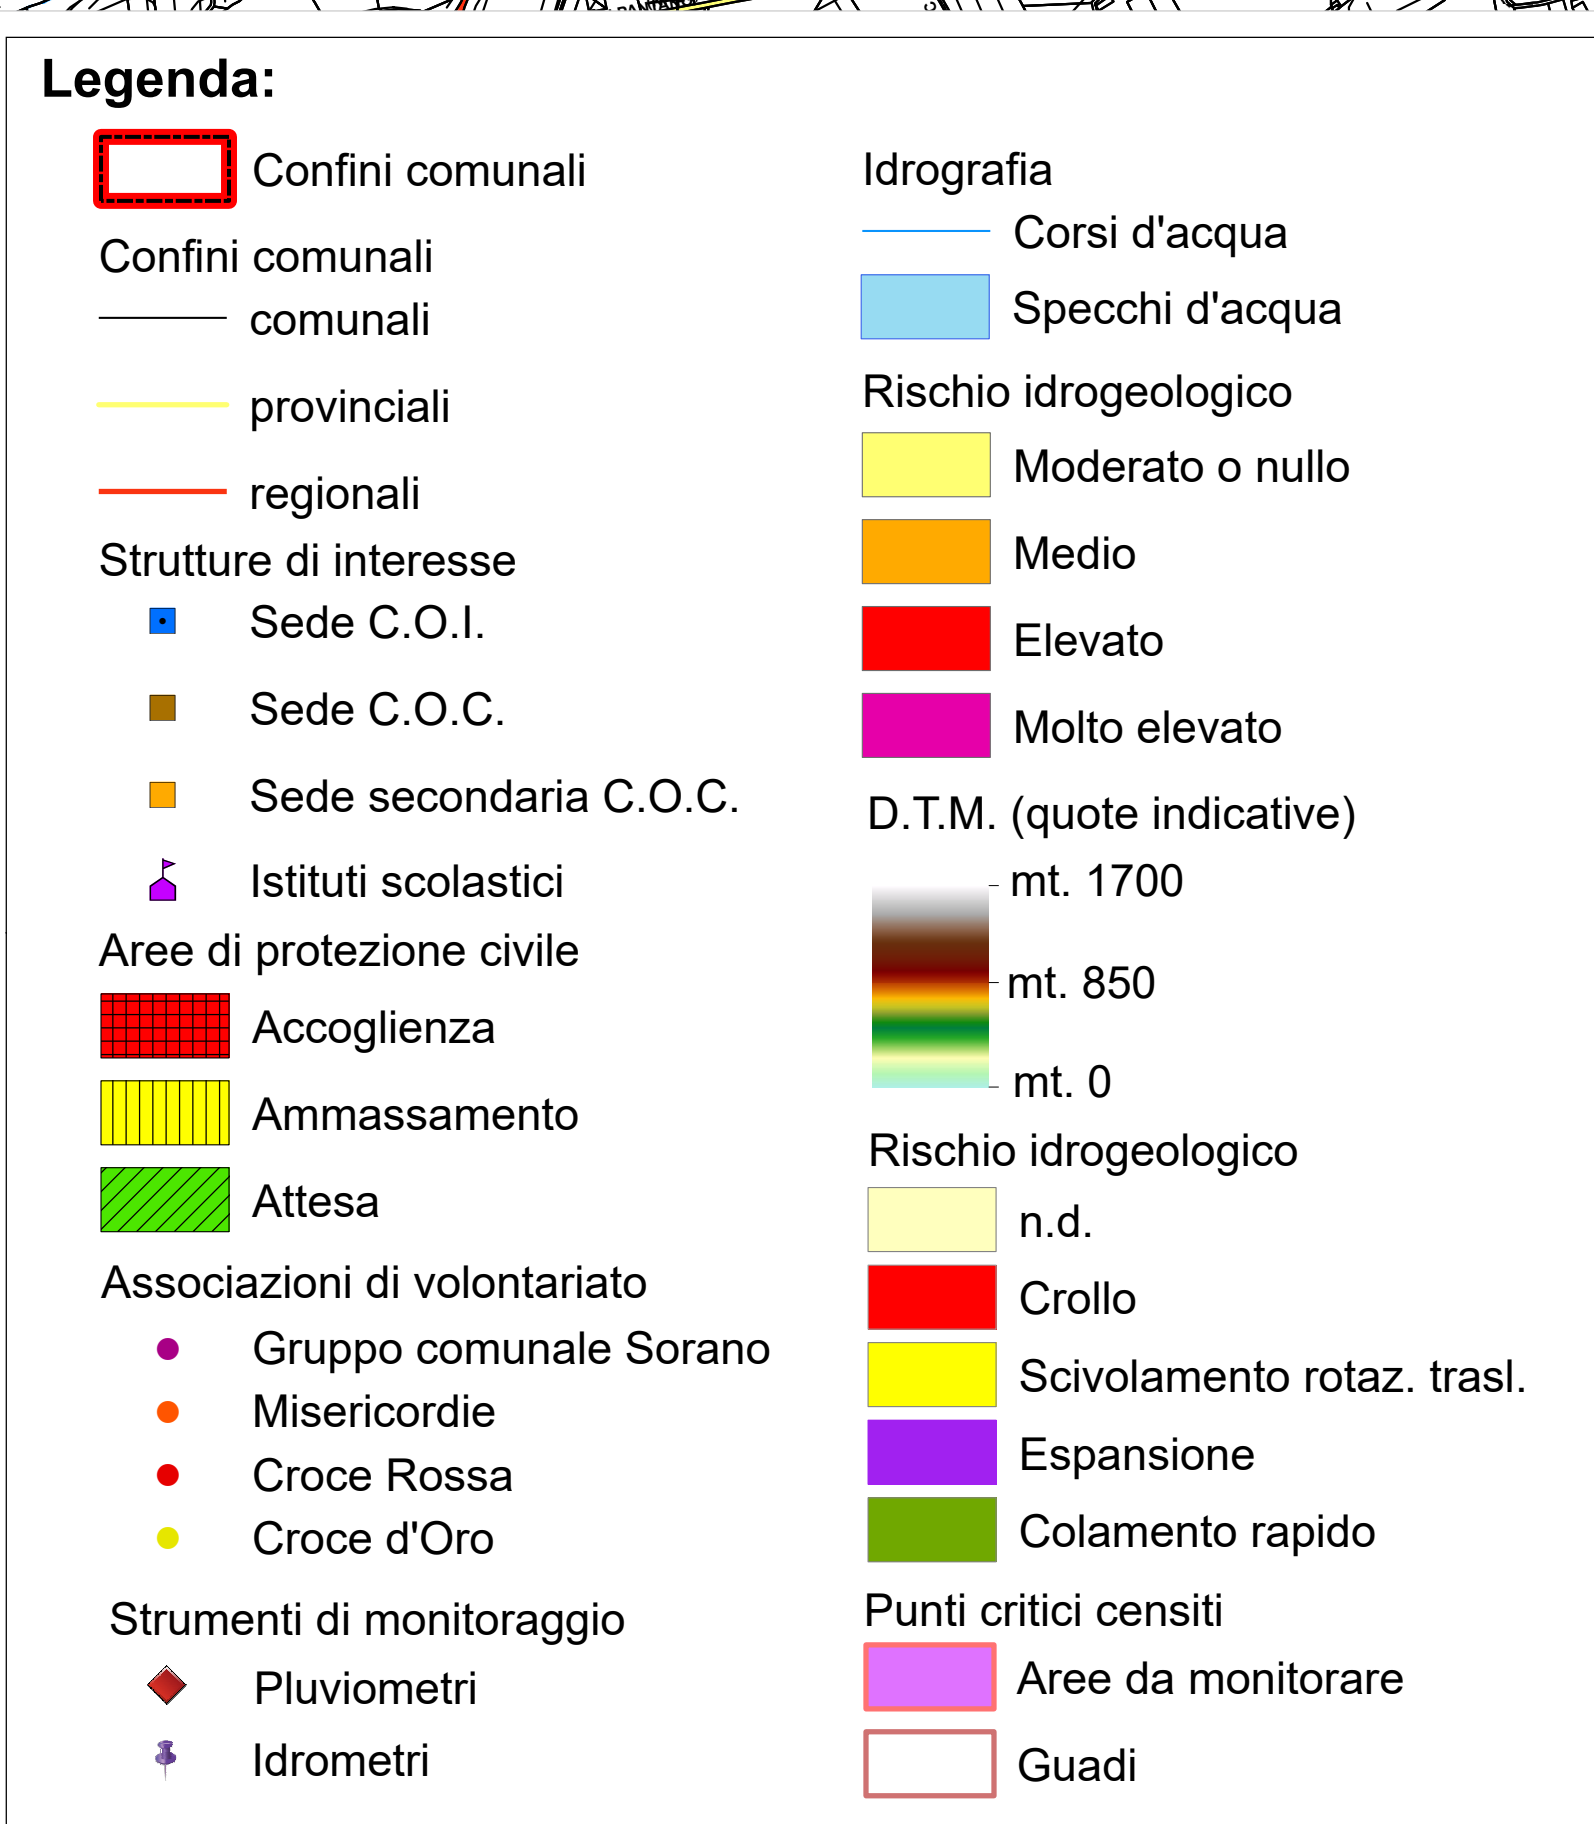 Legenda:
Confini comunali
Confini comunali
comunali
provinciali
regionali
Strutture di interesse
Sede C.O.I.
Sede C.O.C.
Sede secondaria C.O.C.
Istituti scolastici
Aree di protezione civile
Accoglienza
Ammassamento
Attesa
Associazioni di volontariato
Gruppo comunale Sorano
Misericordie
Croce Rossa
Croce d'Oro
Strumenti di monitoraggio
Pluviometri
Idrometri
Idrografia
Corsi d'acqua
Specchi d'acqua
Rischio idrogeologico
Moderato o nullo
Medio
Elevato
Molto elevato
D.T.M. (quote indicative)
mt. 1700
mt. 850
mt. 0
Rischio idrogeologico
n.d.
Crollo
Scivolamento rotaz. trasl.
Espansione
Colamento rapido
Punti critici censiti
Aree da monitorare
Guadi